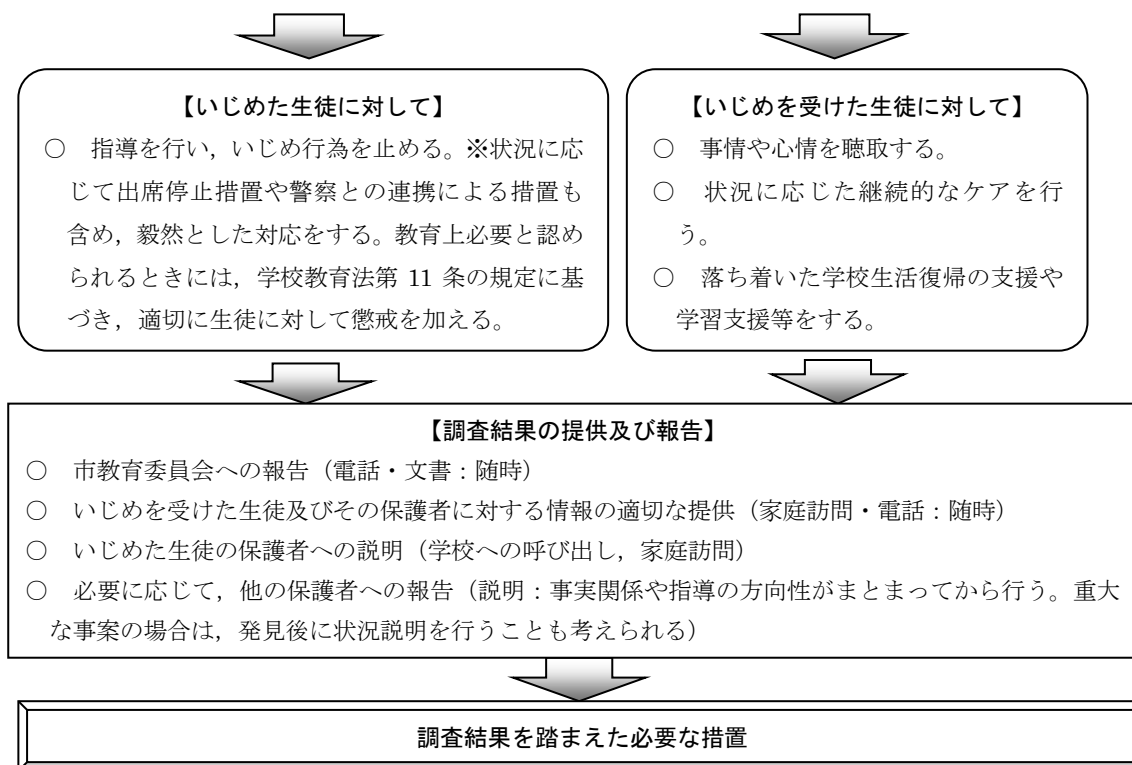 【いじめた生徒に対して】
○ 指導を行い，いじめ行為を止める。※状況に応
じて出席停止措置や警察との連携による措置も
含め，毅然とした対応をする。教育上必要と認め
られるときには，学校教育法第 11 条の規定に基
づき，適切に生徒に対して懲戒を加える。
【いじめを受けた生徒に対して】
○ 事情や心情を聴取する。
○ 状況に応じた継続的なケアを行
う。
○ 落ち着いた学校生活復帰の支援や
学習支援等をする。
【調査結果の提供及び報告】
○ 市教育委員会への報告（電話・文書：随時）
○ いじめを受けた生徒及びその保護者に対する情報の適切な提供（家庭訪問・電話：随時）
○ いじめた生徒の保護者への説明（学校への呼び出し，家庭訪問）
○ 必要に応じて，他の保護者への報告（説明：事実関係や指導の方向性がまとまってから行う。重大
な事案の場合は，発見後に状況説明を行うことも考えられる）
調査結果を踏まえた必要な措置